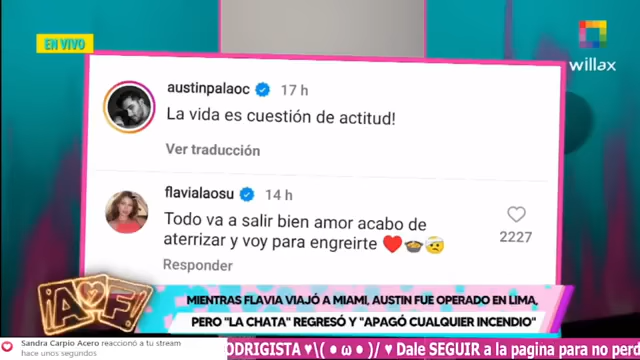 EN VIVO
willax
austinpalaoc 17 h
La vida es cuestión de actitud!
Ver traducción
flavialaosu 14 h
Todo va a salir bien amor acabo de
aterrizar y voy para engreirte ❤️🍲🤕
2227
Responder
¡A F!
MIENTRAS FLAVIA VIAJÓ A MIAMI, AUSTIN FUE OPERADO EN LIMA,
PERO "LA CHATA" REGRESÓ Y "APAGÓ CUALQUIER INCENDIO"
Sandra Carpio Acero reaccionó a tu stream
hace unos segundos
ODRIGISTA ♥\( • ω • )/ ♥ Dale SEGUIR a la pagina para no perd